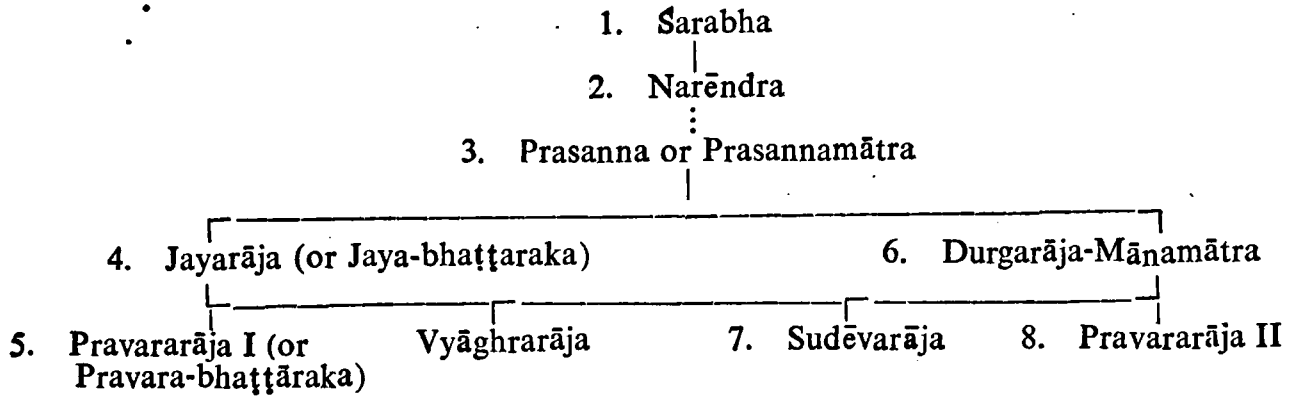 1. Śarabha
2. Narēndra
3. Prasanna or Prasannamātra
4. Jayarāja (or Jaya-bhaṭṭaraka) 6. Durgarāja-Mānamātra
5. Pravararāja I (or Vyāghrarāja 7. Sudēvarāja 8. Pravararāja II
Pravara-bhaṭṭāraka)